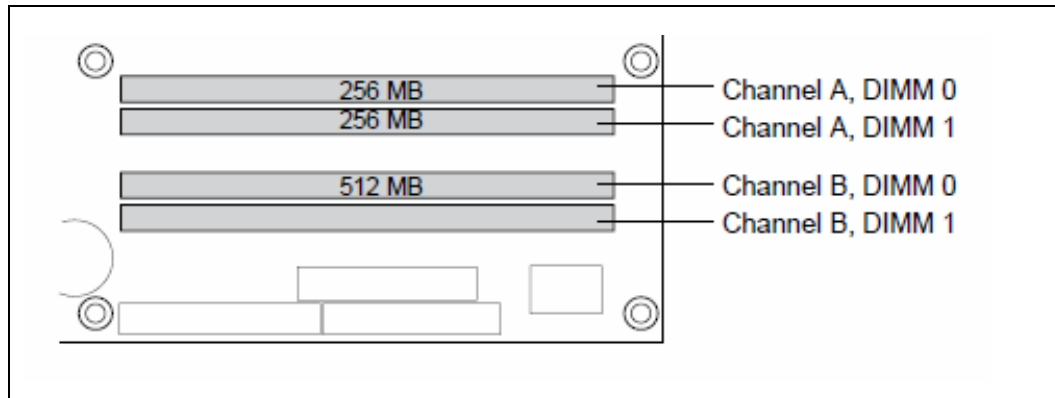 256 MB Channel A, DIMM 0
256 MB Channel A, DIMM 1
512 MB Channel B, DIMM 0
Channel B, DIMM 1